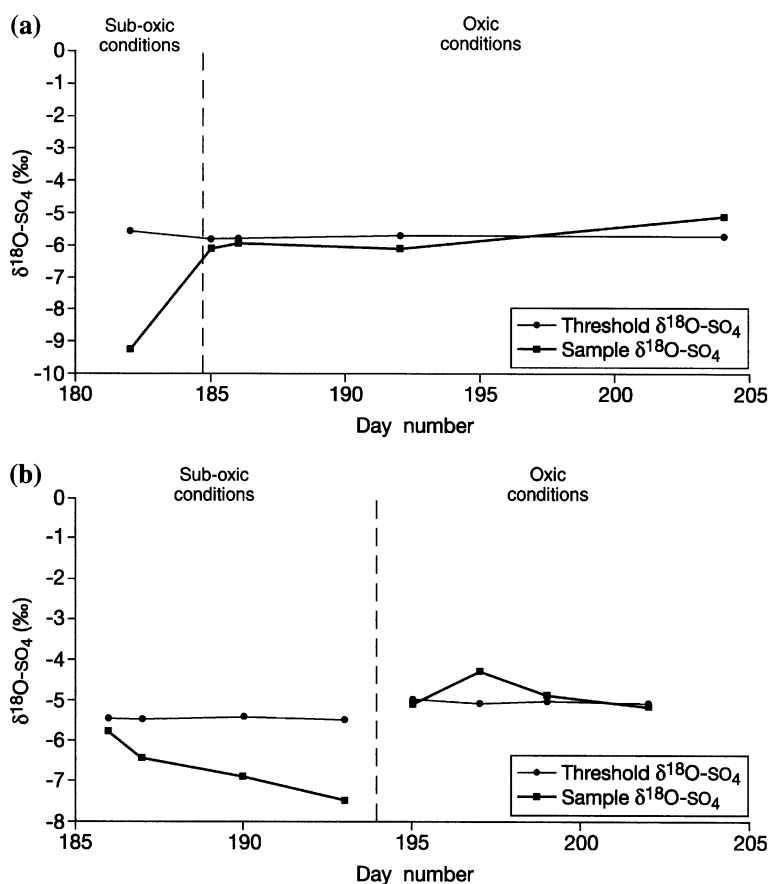 (a)
Sub-oxic
conditions
Oxic
conditions
0
-1
-2
-3
-4
-5
-6
-7
-8
-9
-10
δ18O-SO4 (‰)
Threshold δ18O-SO4
Sample δ18O-SO4
180 185 190 195 200 205
Day number
(b)
Sub-oxic
conditions
Oxic
conditions
0
-1
-2
-3
-4
-5
-6
-7
-8
δ18O-SO4 (‰)
Threshold δ18O-SO4
Sample δ18O-SO4
185 190 195 200 205
Day number